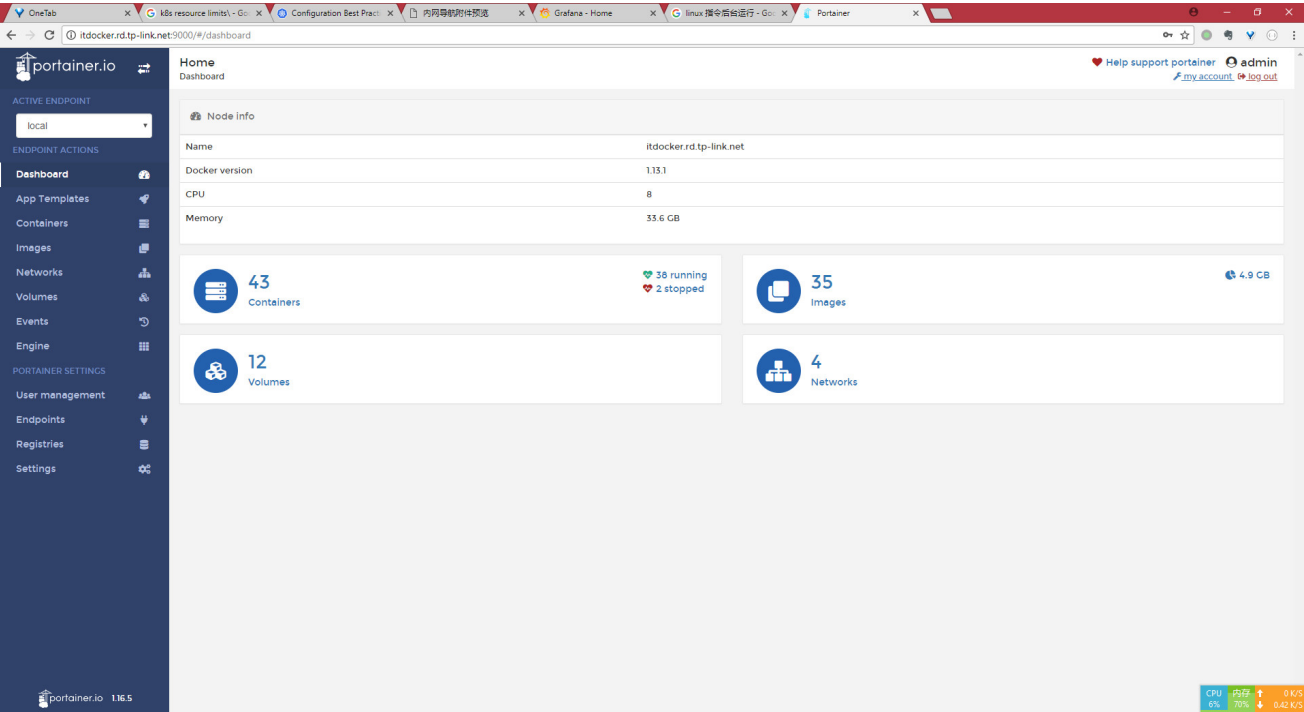 OneTab
k8s resource limits\ - Go
Configuration Best Pract
内网导航附件预览
Grafana - Home
linux 指令后台运行 - Goo
Portainer
itdocker.rd.tp-link.net:9000/#/dashboard
portainer.io
Home
Dashboard
Help support portainer
admin
my account
log out
ACTIVE ENDPOINT
local
ENDPOINT ACTIONS
Dashboard
App Templates
Containers
Images
Networks
Volumes
Events
Engine
PORTAINER SETTINGS
User management
Endpoints
Registries
Settings
portainer.io 1.16.5
Node info
Name itdocker.rd.tp-link.net
Docker version 1.13.1
CPU 8
Memory 33.6 GB
43
Containers
38 running
2 stopped
35
Images
4.9 GB
12
Volumes
4
Networks
CPU 内存 0 K/S
6% 70% 0.42 K/S